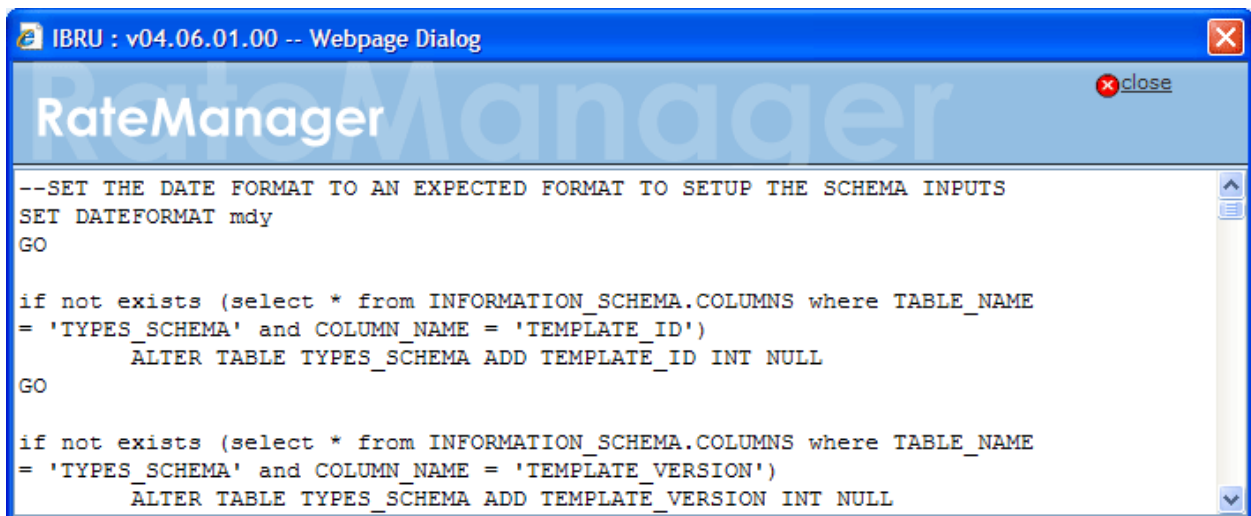 IBRU : v04.06.01.00 -- Webpage Dialog
RateManager
close
RateManager
--SET THE DATE FORMAT TO AN EXPECTED FORMAT TO SETUP THE SCHEMA INPUTS
SET DATEFORMAT mdy
GO
if not exists (select * from INFORMATION_SCHEMA.COLUMNS where TABLE_NAME
= 'TYPES_SCHEMA' and COLUMN_NAME = 'TEMPLATE_ID')
ALTER TABLE TYPES_SCHEMA ADD TEMPLATE_ID INT NULL
GO
if not exists (select * from INFORMATION_SCHEMA.COLUMNS where TABLE_NAME
= 'TYPES_SCHEMA' and COLUMN_NAME = 'TEMPLATE_VERSION')
ALTER TABLE TYPES_SCHEMA ADD TEMPLATE_VERSION INT NULL